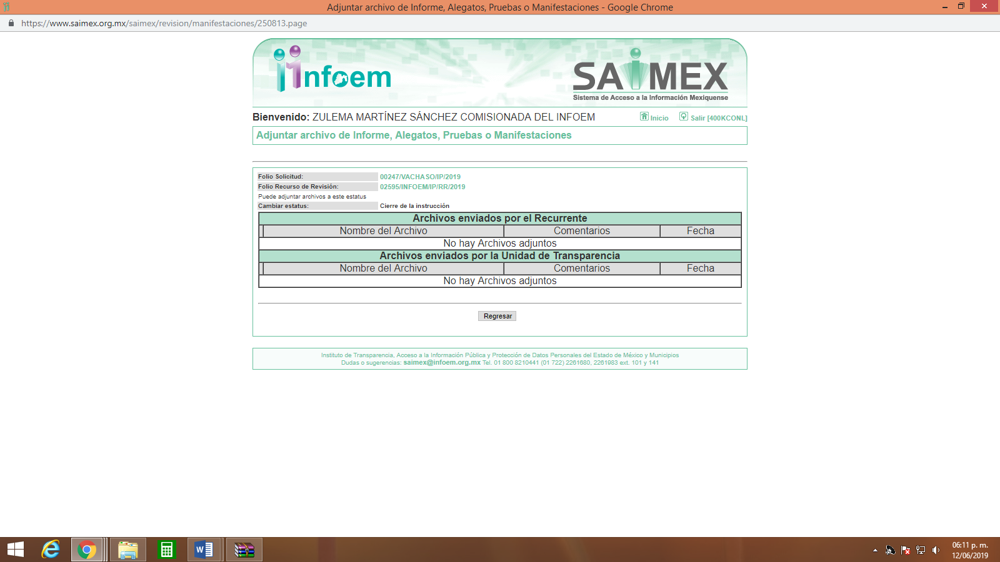 Adjuntar archivo de Informe, Alegatos, Pruebas o Manifestaciones - Google Chrome
https://www.saimex.org.mx/saimex/revision/manifestaciones/250813.page
infoem
SAIMEX
Sistema de Acceso a la Información Mexiquense
Bienvenido: ZULEMA MARTÍNEZ SÁNCHEZ COMISIONADA DEL INFOEM Inicio Salir [400KCONL]
Adjuntar archivo de Informe, Alegatos, Pruebas o Manifestaciones
Folio Solicitud: 00247/VACHASO/IP/2019
Folio Recurso de Revisión: 02595/INFOEM/IP/RR/2019
Puede adjuntar archivos a este estatus
Cambiar estatus: Cierre de la instrucción
Archivos enviados por el Recurrente
Nombre del Archivo Comentarios Fecha
No hay Archivos adjuntos
Archivos enviados por la Unidad de Transparencia
Nombre del Archivo Comentarios Fecha
No hay Archivos adjuntos
Regresar
Instituto de Transparencia, Acceso a la Información Pública y Protección de Datos Personales del Estado de México y Municipios
Dudas o sugerencias: saimex@infoem.org.mx Tel. 01 800 8210441 (01 722) 2261680, 2261983 ext. 101 y 141
06:11 p. m.
12/06/2019